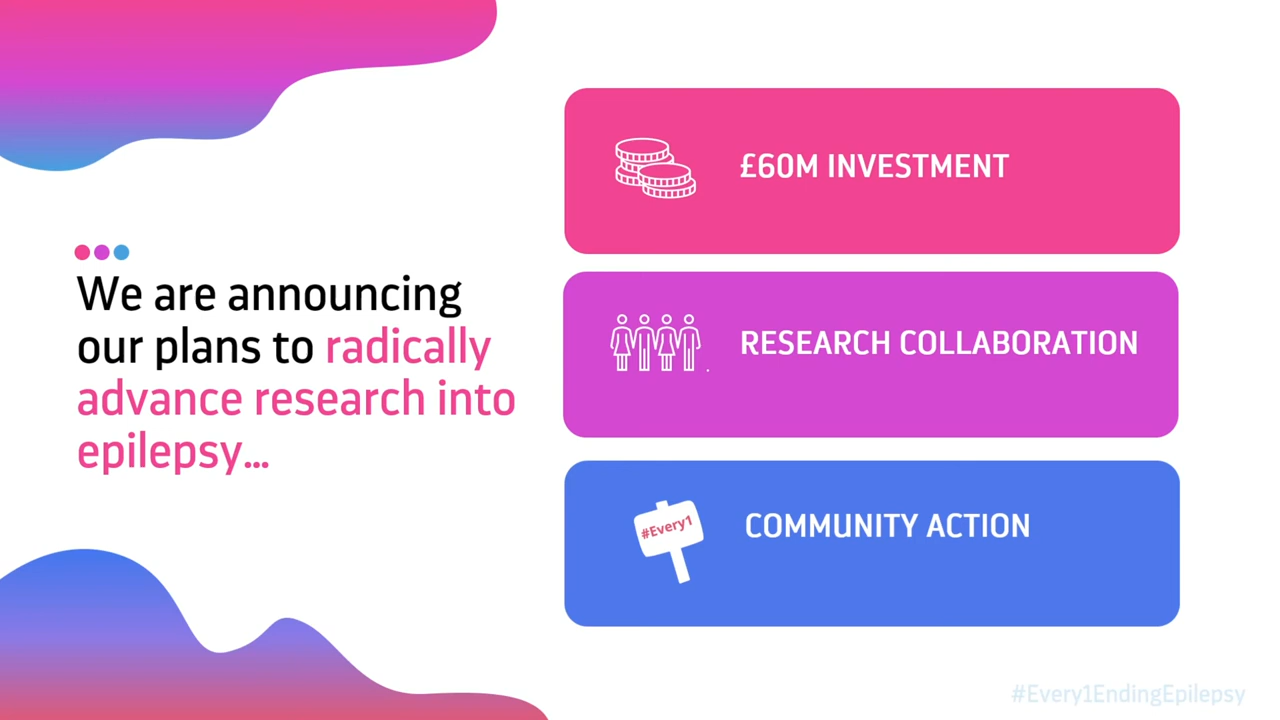 We are announcing
our plans to radically
advance research into
epilepsy...
£60M INVESTMENT
RESEARCH COLLABORATION
#Every1
COMMUNITY ACTION
#Every1EndingEpilepsy